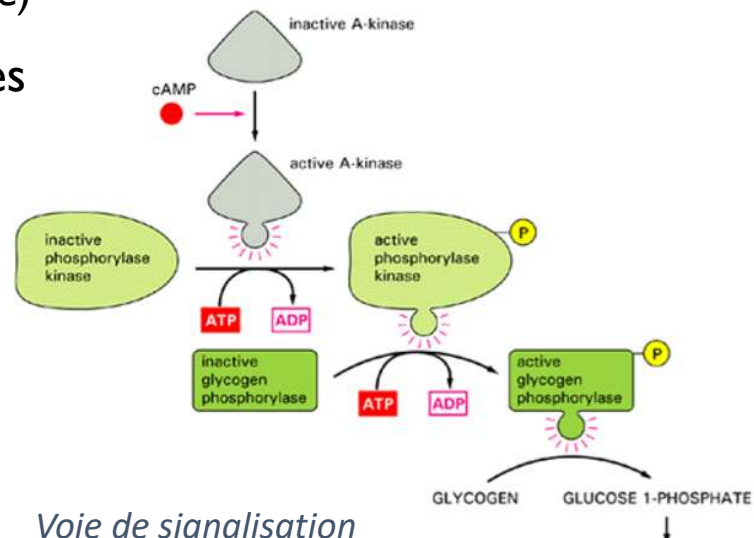 c)
es
inactive A-kinase
cAMP
active A-kinase
inactive
phosphorylase
kinase
active
phosphorylase
kinase
P
ATP
ADP
inactive
glycogen
phosphorylase
active
glycogen
phosphorylase
P
ATP
ADP
GLYCOGEN
GLUCOSE 1-PHOSPHATE
Voie de signalisation